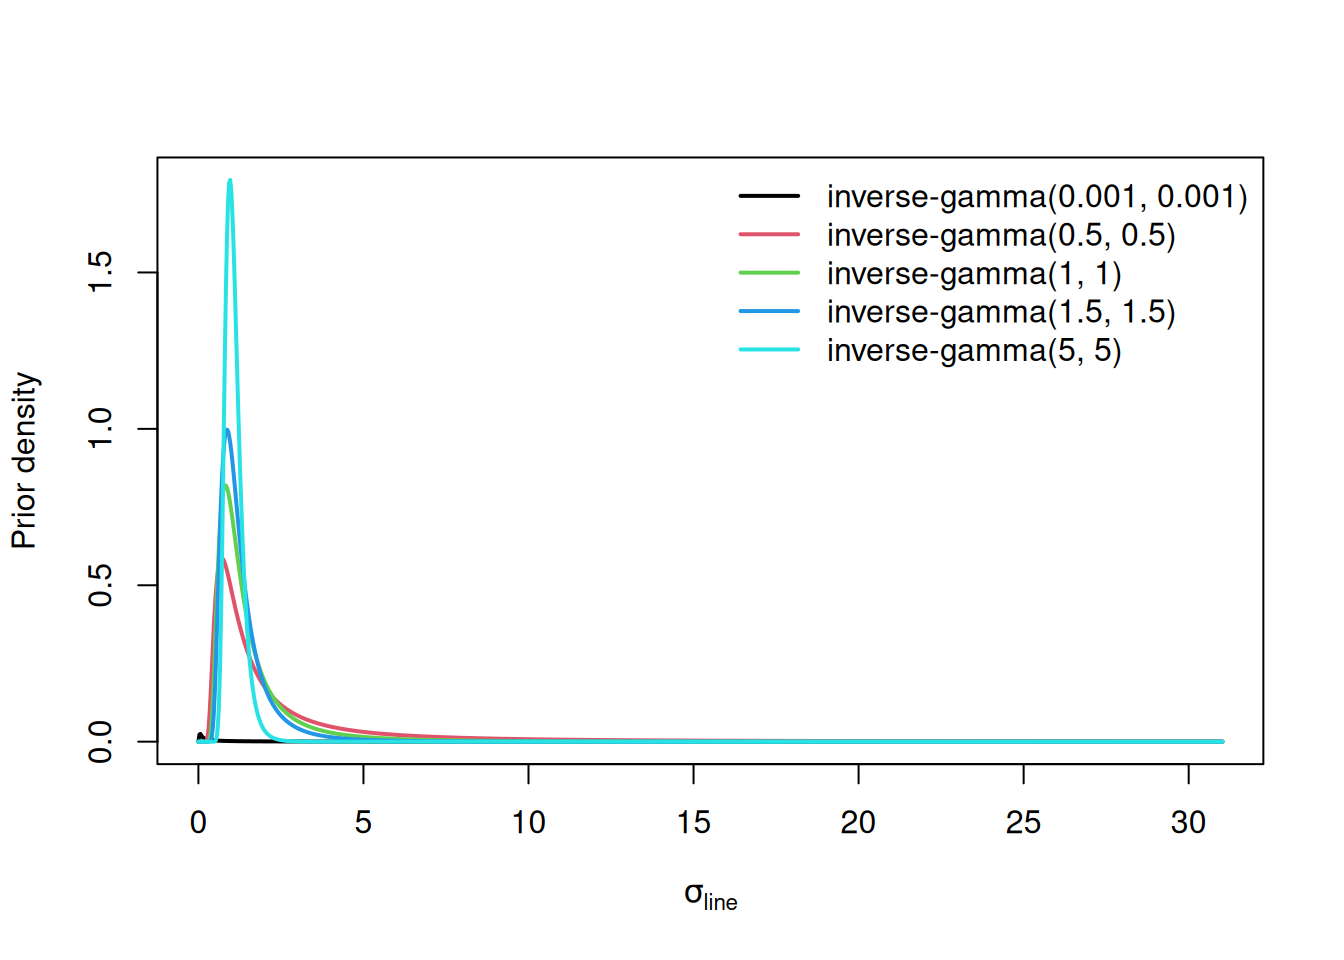 inverse-gamma(0.001, 0.001)
inverse-gamma(0.5, 0.5)
inverse-gamma(1, 1)
inverse-gamma(1.5, 1.5)
inverse-gamma(5, 5)
Prior density
1.5
1.0
0.5
0.0
0 5 10 15 20 25 30
σline